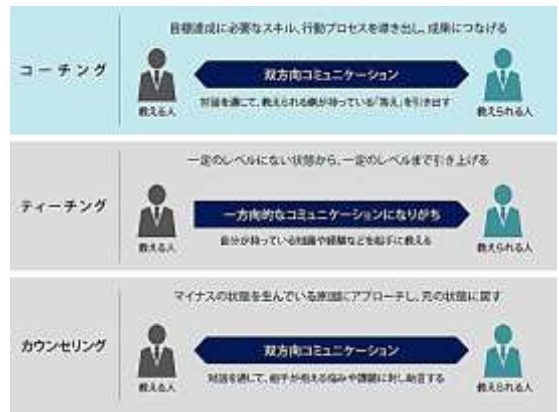 目標達成に必要なスキル、行動プロセスを導き出し、成果につなげる
コーチング
双方向コミュニケーション
教える人
対話を通じて、教えられる側が持っている「答え」を引き出す
教えられる人
一定のレベルにない状態から、一定のレベルまで引き上げる
ティーチング
一方向的なコミュニケーションになりがち
教える人
自分が持っている知識や経験などを相手に教える
教えられる人
マイナスの状態を生んでいる原因にアプローチし、元の状態に戻す
カウンセリング
双方向コミュニケーション
教える人
対話を通して、相手が抱える悩みや課題に対し助言する
教えられる人